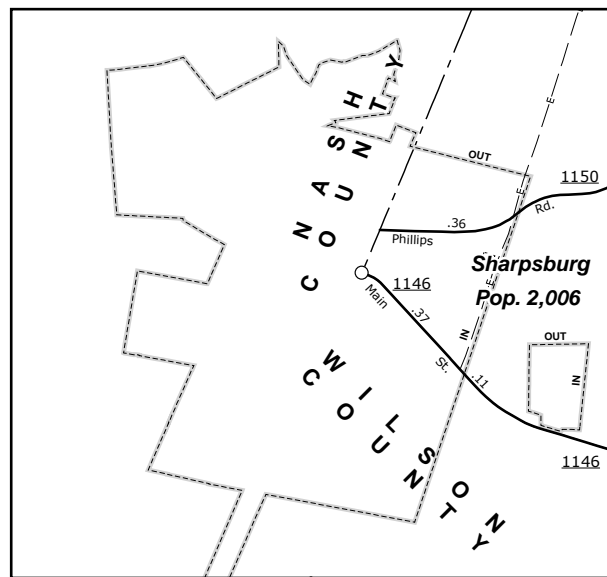 NASH
COUNTY
OUT
E
E
1150
.36
Phillips
Rd.
E
E
Sharpsburg
Pop. 2,006
1146
Main
.37
St.
IN
.11
OUT
IN
1146
WILSON
COUNTY